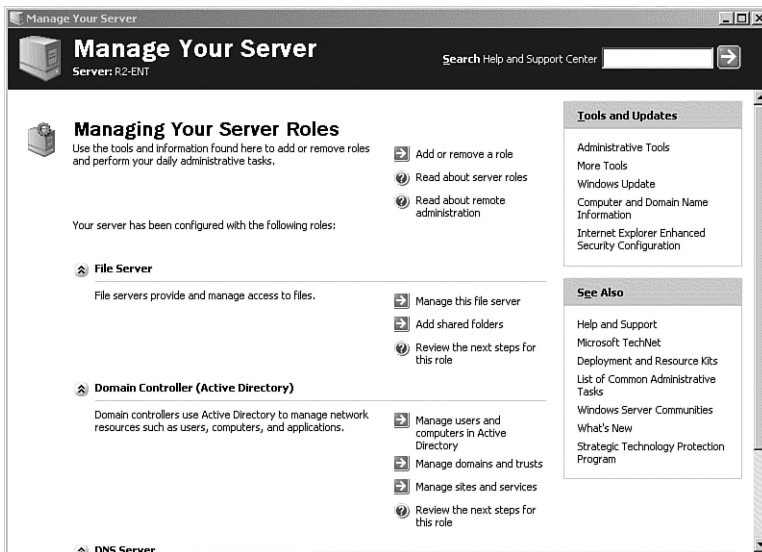 Manage Your Server
Manage Your Server
Server: R2-ENT
Search Help and Support Center
Managing Your Server Roles
Use the tools and information found here to add or remove roles
and perform your daily administrative tasks.
Add or remove a role
Read about server roles
Read about remote
administration
Your server has been configured with the following roles:
File Server
File servers provide and manage access to files.
Manage this file server
Add shared folders
Review the next steps for
this role
Domain Controller (Active Directory)
Domain controllers use Active Directory to manage network
resources such as users, computers, and applications.
Manage users and
computers in Active
Directory
Manage domains and trusts
Manage sites and services
Review the next steps for
this role
DNS Server
Tools and Updates
Administrative Tools
More Tools
Windows Update
Computer and Domain Name
Information
Internet Explorer Enhanced
Security Configuration
See Also
Help and Support
Microsoft TechNet
Deployment and Resource Kits
List of Common Administrative
Tasks
Windows Server Communities
What's New
Strategic Technology Protection
Program